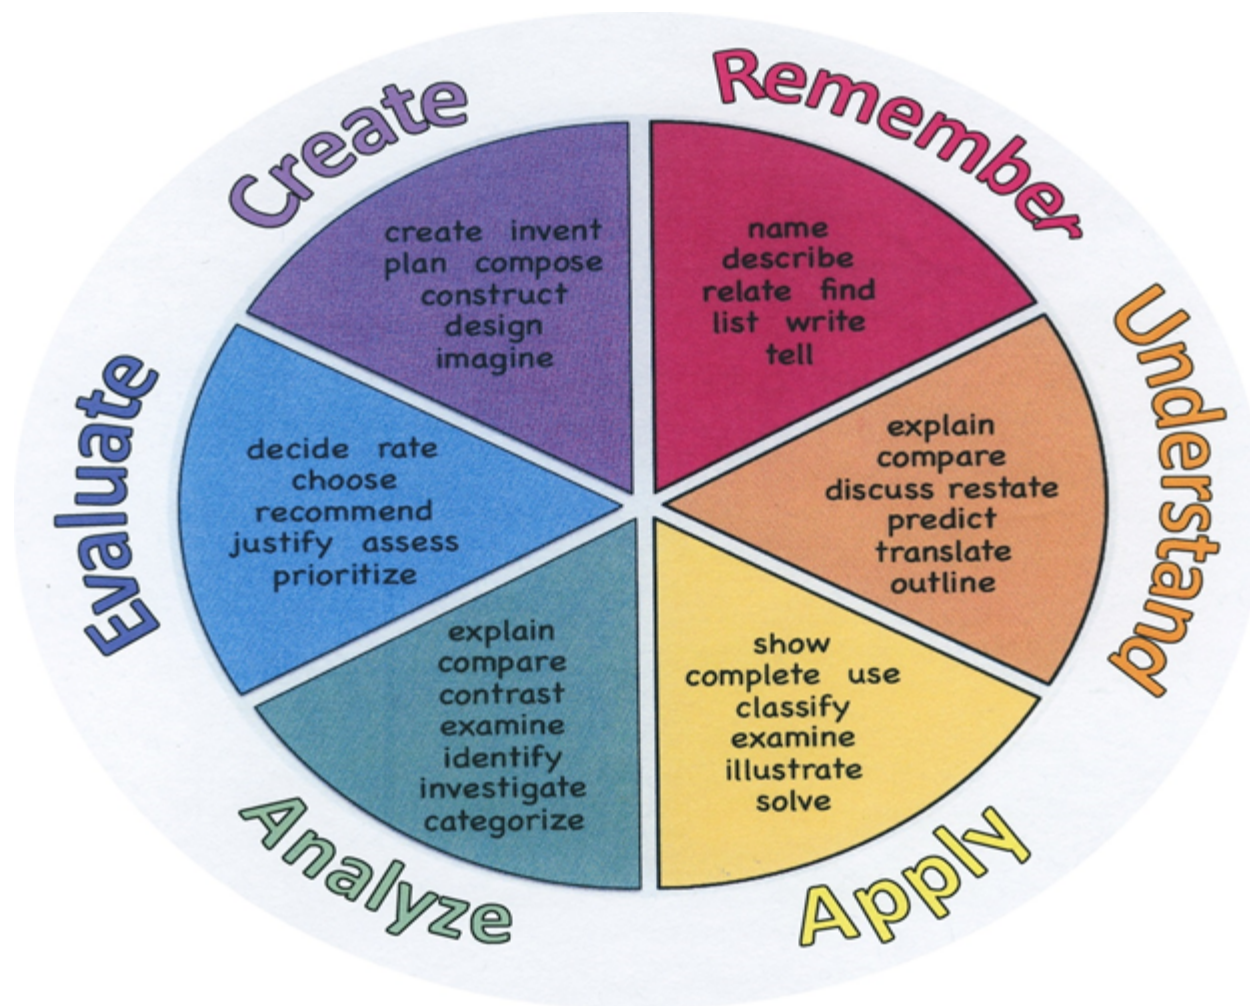 Remember
name
describe
relate find
list write
tell
Understand
explain
compare
discuss restate
predict
translate
outline
Apply
show
complete use
classify
examine
illustrate
solve
Analyze
explain
compare
contrast
examine
identify
investigate
categorize
Evaluate
decide rate
choose
recommend
justify assess
prioritize
Create
create invent
plan compose
construct
design
imagine